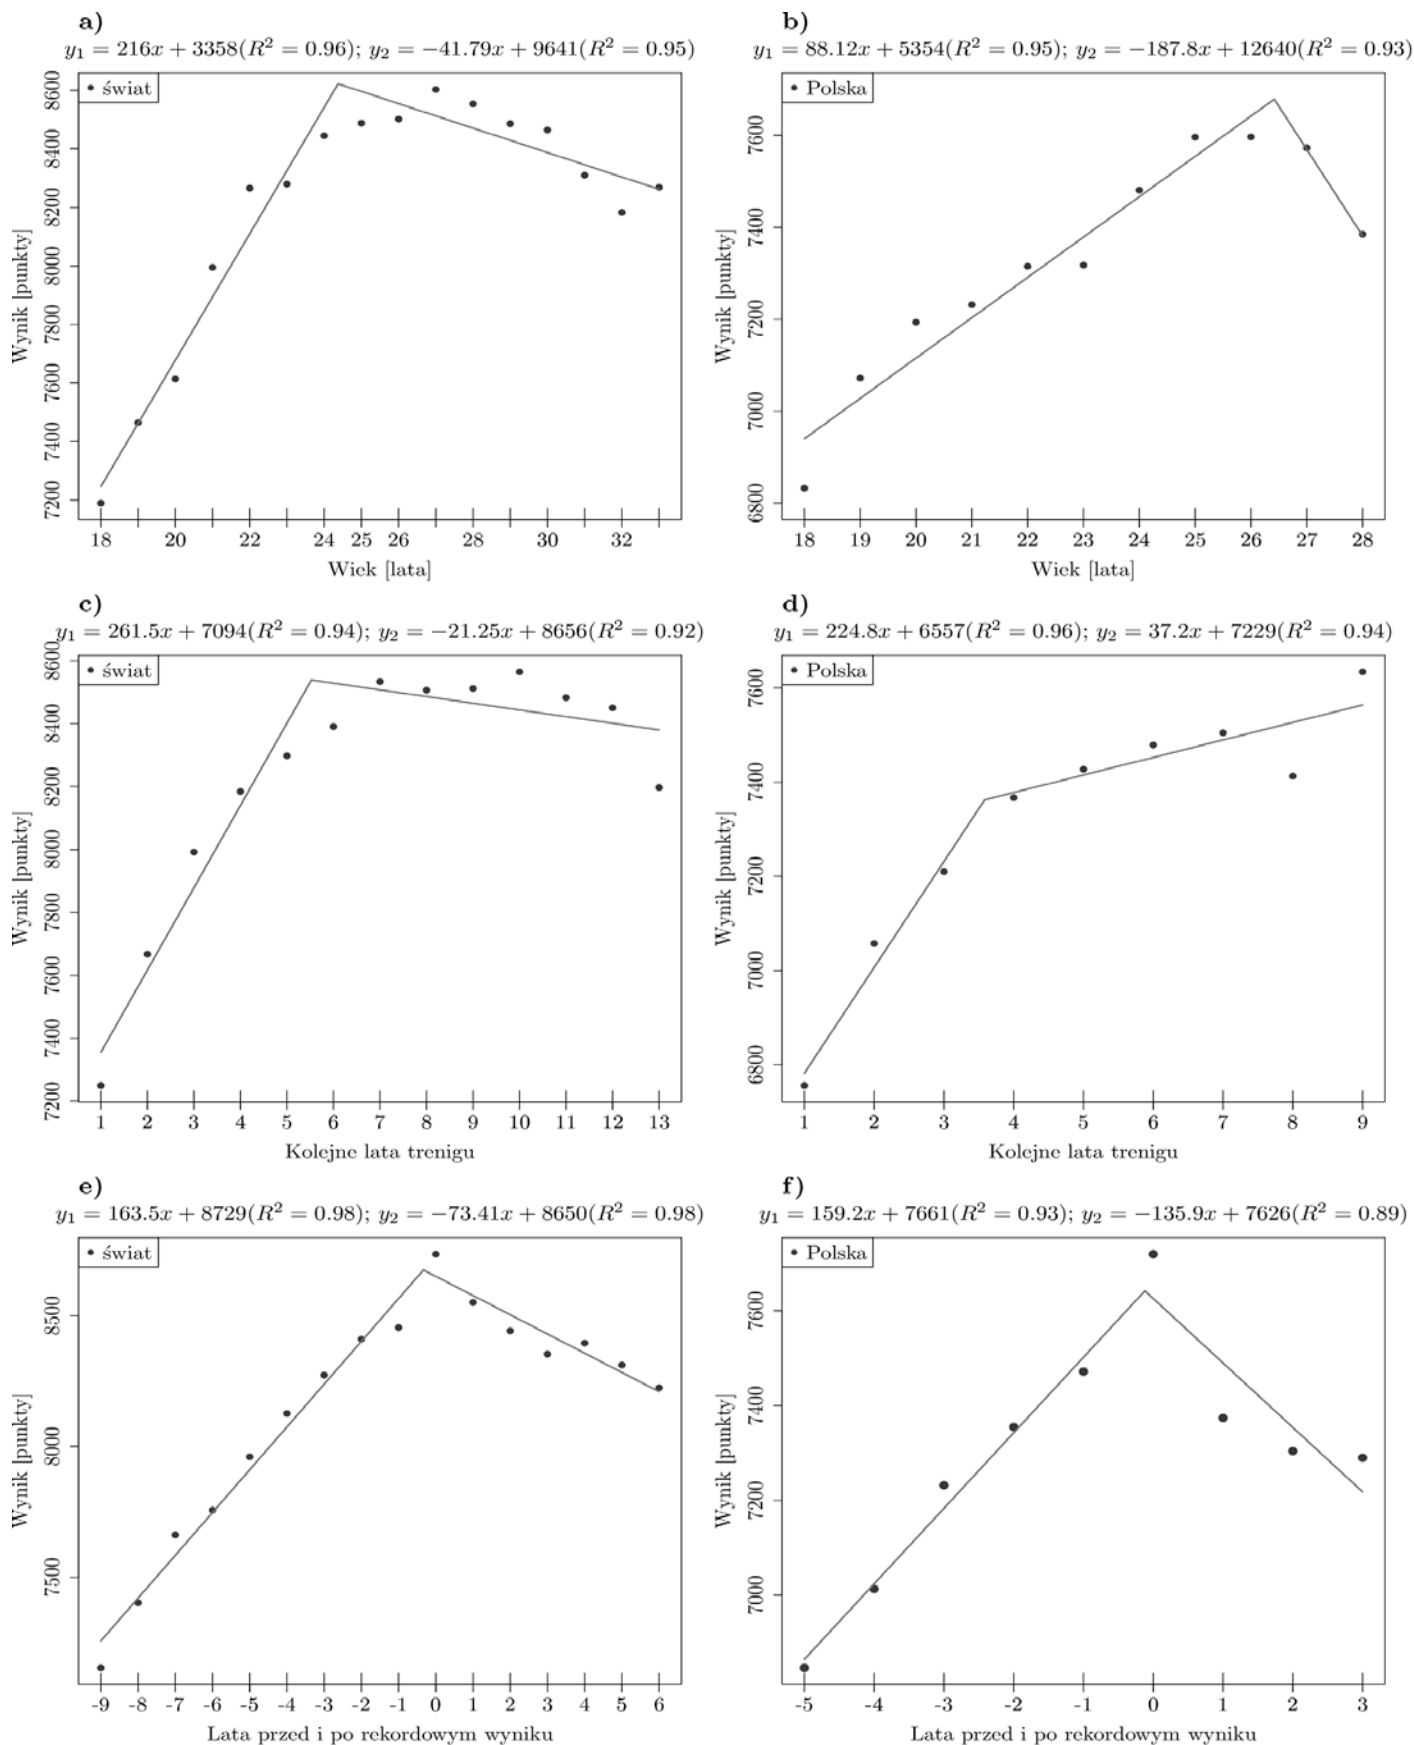 a)
y₁ = 216x + 3358(R² = 0.96); y₂ = −41.79x + 9641(R² = 0.95)
świat
Wynik [punkty]
8600
8400
8200
8000
7800
7600
7400
7200
18 20 22 24 25 26 28 30 32
Wiek [lata]
b)
y₁ = 88.12x + 5354(R² = 0.95); y₂ = −187.8x + 12640(R² = 0.93)
Polska
Wynik [punkty]
7600
7400
7200
7000
6800
18 19 20 21 22 23 24 25 26 27 28
Wiek [lata]
c)
y₁ = 261.5x + 7094(R² = 0.94); y₂ = −21.25x + 8656(R² = 0.92)
świat
Wynik [punkty]
8600
8400
8200
8000
7800
7600
7400
7200
1 2 3 4 5 6 7 8 9 10 11 12 13
Kolejne lata trenigu
d)
y₁ = 224.8x + 6557(R² = 0.96); y₂ = 37.2x + 7229(R² = 0.94)
Polska
Wynik [punkty]
7600
7400
7200
7000
6800
1 2 3 4 5 6 7 8 9
Kolejne lata trenigu
e)
y₁ = 163.5x + 8729(R² = 0.98); y₂ = −73.41x + 8650(R² = 0.98)
świat
Wynik [punkty]
8500
8000
7500
-9 -8 -7 -6 -5 -4 -3 -2 -1 0 1 2 3 4 5 6
Lata przed i po rekordowym wyniku
f)
y₁ = 159.2x + 7661(R² = 0.93); y₂ = −135.9x + 7626(R² = 0.89)
Polska
Wynik [punkty]
7600
7400
7200
7000
-5 -4 -3 -2 -1 0 1 2 3
Lata przed i po rekordowym wyniku